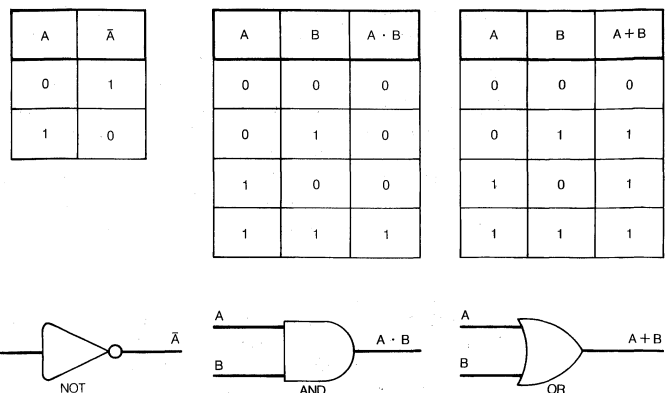 A Ā
0 1
1 0
A B A · B
0 0 0
0 1 0
1 0 0
1 1 1
A B A+B
0 0 0
0 1 1
1 0 1
1 1 1
Ā
NOT
A
B
A · B
AND
A
B
A+B
OR